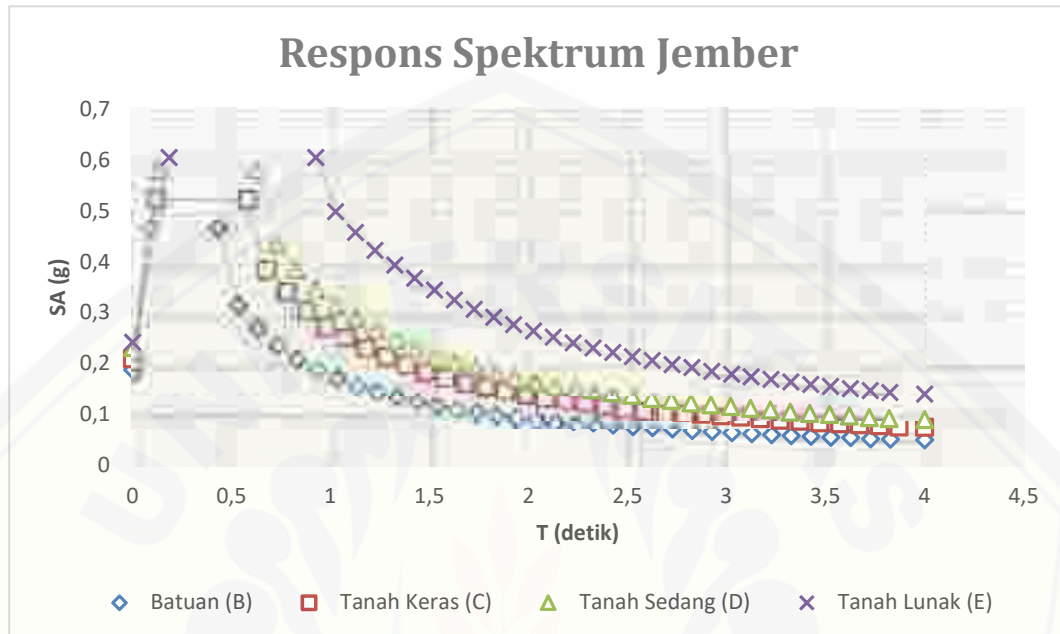 Respons Spektrum Jember
SA (g)
0,7
0,6
0,5
0,4
0,3
0,2
0,1
0
0 0,5 1 1,5 2 2,5 3 3,5 4 4,5
T (detik)
Batuan (B) Tanah Keras (C) Tanah Sedang (D) Tanah Lunak (E)